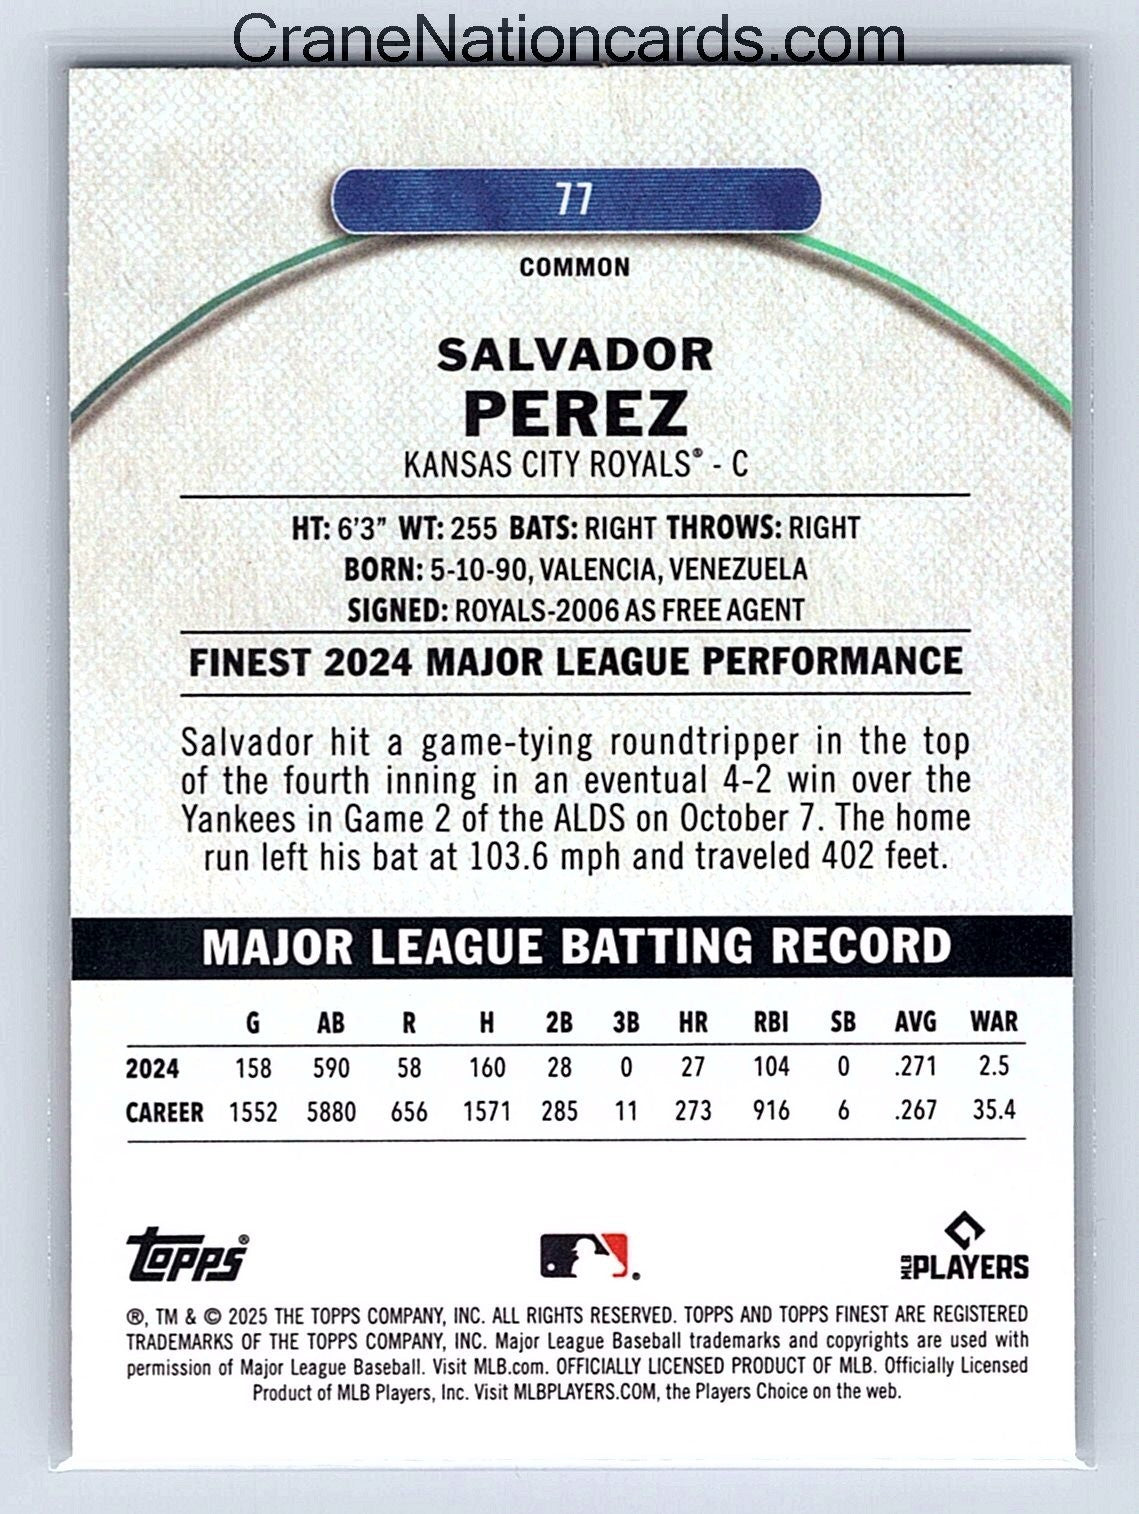 CraneNationcards.com
77
COMMON
SALVADOR
PEREZ
KANSAS CITY ROYALS® - C
HT: 6'3" WT: 255 BATS: RIGHT THROWS: RIGHT
BORN: 5-10-90, VALENCIA, VENEZUELA
SIGNED: ROYALS-2006 AS FREE AGENT
FINEST 2024 MAJOR LEAGUE PERFORMANCE
Salvador hit a game-tying roundtripper in the top
of the fourth inning in an eventual 4-2 win over the
Yankees in Game 2 of the ALDS on October 7. The home
run left his bat at 103.6 mph and traveled 402 feet.
MAJOR LEAGUE BATTING RECORD
G AB R H 2B 3B HR RBI SB AVG WAR
2024 158 590 58 160 28 0 27 104 0 .271 2.5
CAREER 1552 5880 656 1571 285 11 273 916 6 .267 35.4
TOPPS® ® MLB PLAYERS
®, TM & © 2025 THE TOPPS COMPANY, INC. ALL RIGHTS RESERVED. TOPPS AND TOPPS FINEST ARE REGISTERED
TRADEMARKS OF THE TOPPS COMPANY, INC. Major League Baseball trademarks and copyrights are used with
permission of Major League Baseball. Visit MLB.com. OFFICIALLY LICENSED PRODUCT OF MLB. Officially Licensed
Product of MLB Players, Inc. Visit MLBPLAYERS.COM, the Players Choice on the web.